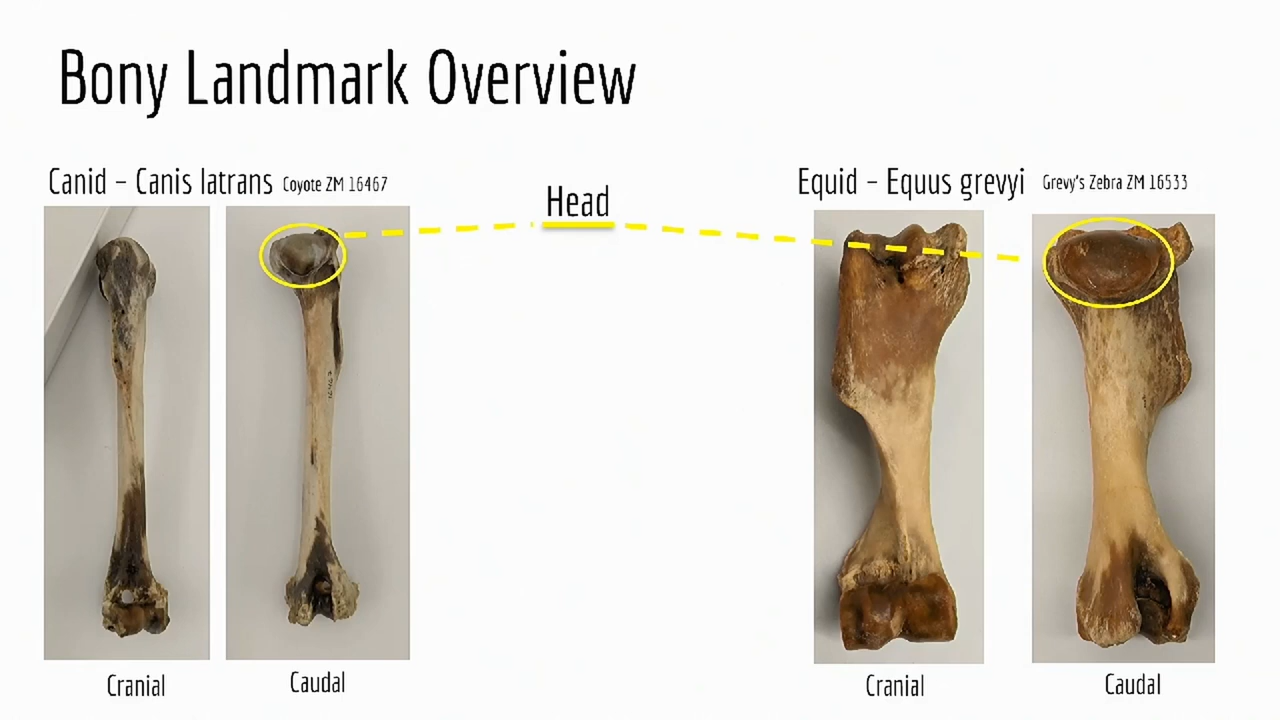 Bony Landmark Overview
Canid – Canis latrans Coyote ZM 16467
Head
Equid – Equus grevyi Grevy's Zebra ZM 16533
Cranial
Caudal
Cranial
Caudal